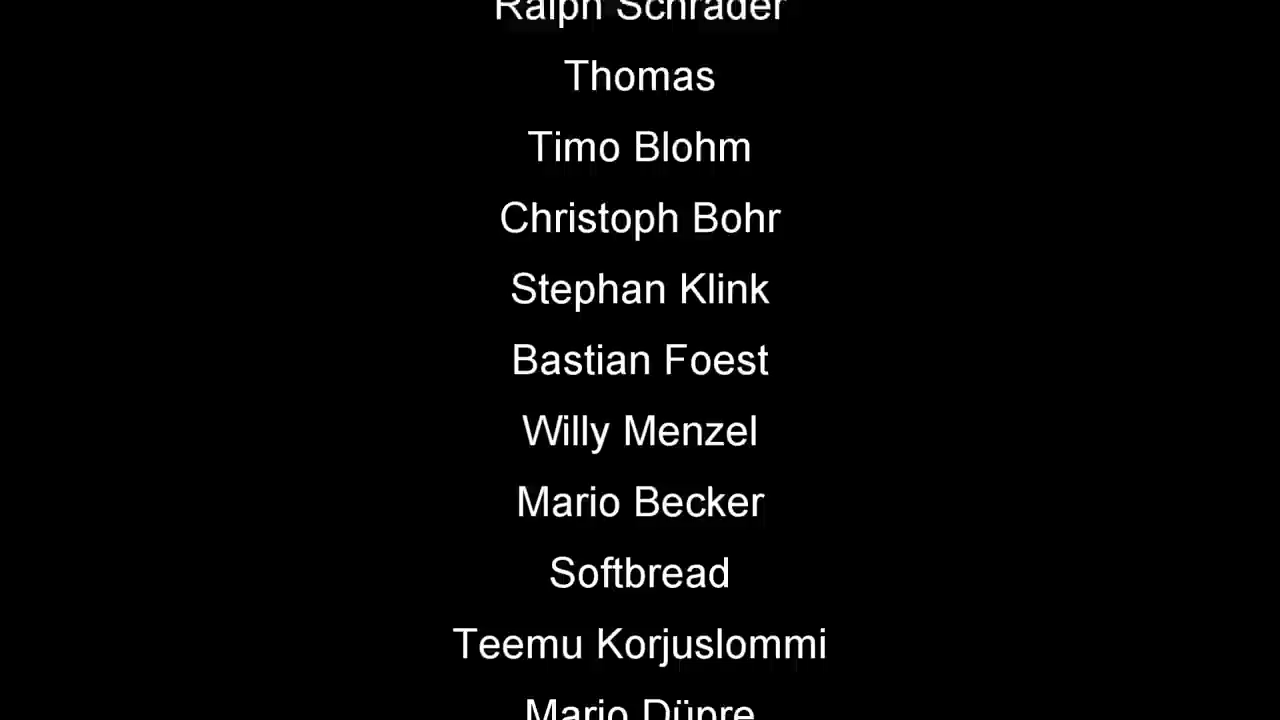 Ralph Schrader
Thomas
Timo Blohm
Christoph Bohr
Stephan Klink
Bastian Foest
Willy Menzel
Mario Becker
Softbread
Teemu Korjuslommi
Mario Düpre